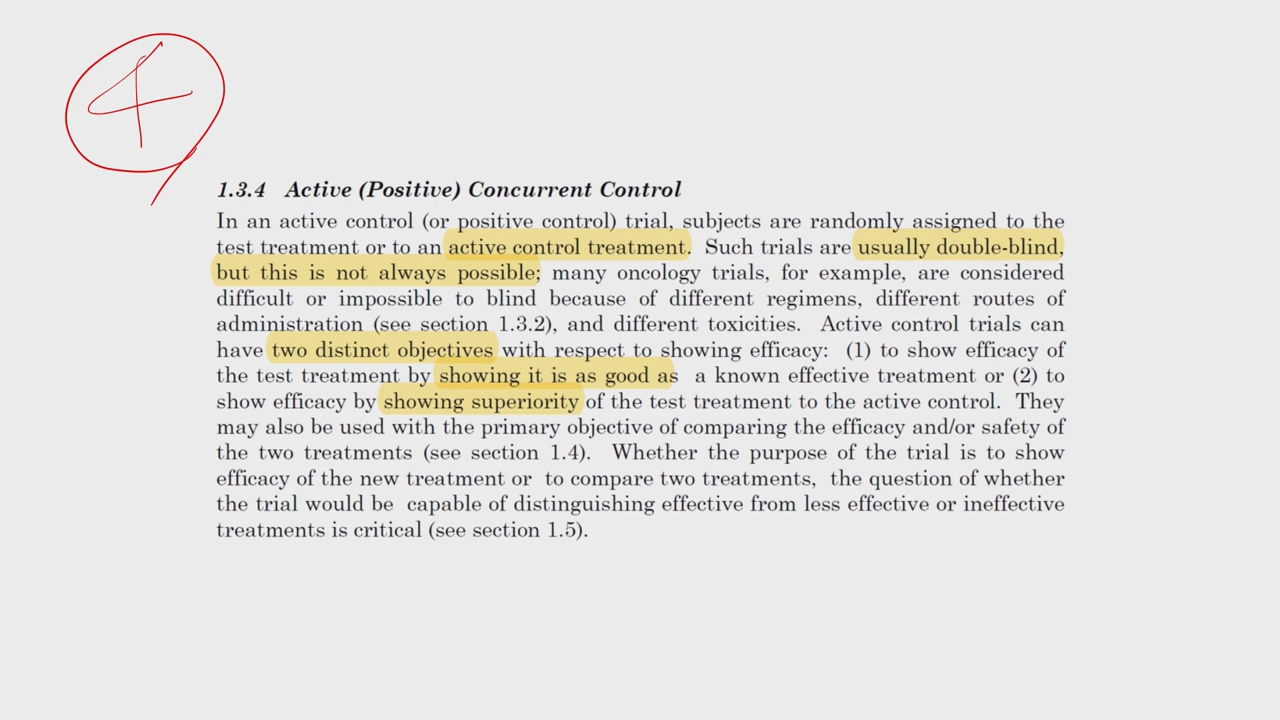 4
1.3.4 Active (Positive) Concurrent Control
In an active control (or positive control) trial, subjects are randomly assigned to the
test treatment or to an active control treatment. Such trials are usually double-blind,
but this is not always possible; many oncology trials, for example, are considered
difficult or impossible to blind because of different regimens, different routes of
administration (see section 1.3.2), and different toxicities. Active control trials can
have two distinct objectives with respect to showing efficacy: (1) to show efficacy of
the test treatment by showing it is as good as a known effective treatment or (2) to
show efficacy by showing superiority of the test treatment to the active control. They
may also be used with the primary objective of comparing the efficacy and/or safety of
the two treatments (see section 1.4). Whether the purpose of the trial is to show
efficacy of the new treatment or to compare two treatments, the question of whether
the trial would be capable of distinguishing effective from less effective or ineffective
treatments is critical (see section 1.5).